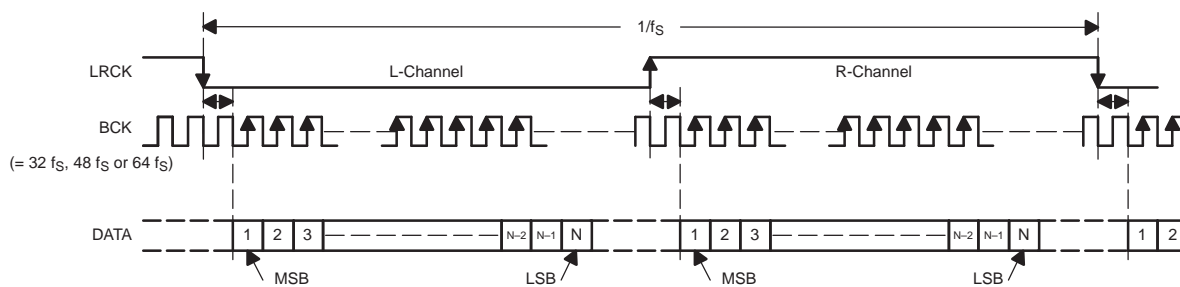 1/fS
LRCK
L-Channel
R-Channel
BCK
(= 32 fS, 48 fS or 64 fS)
DATA
1 2 3 N–2 N–1 N 1 2 3 N–2 N–1 N 1 2
MSB LSB MSB LSB